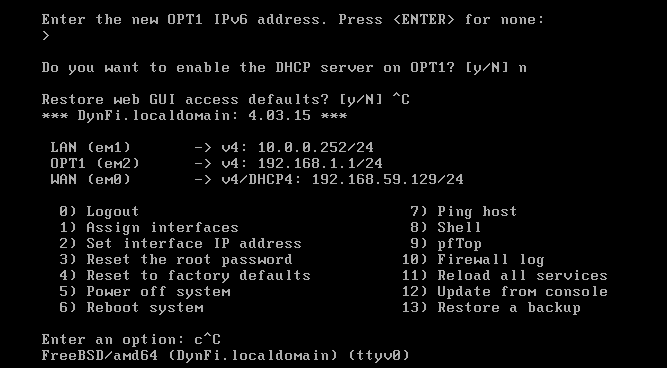 Enter the new OPT1 IPv6 address. Press <ENTER> for none:
>
Do you want to enable the DHCP server on OPT1? [y/N] n
Restore web GUI access defaults? [y/N] ^C
*** DynFi.localdomain: 4.03.15 ***
LAN (em1) -> v4: 10.0.0.252/24
OPT1 (em2) -> v4: 192.168.1.1/24
WAN (em0) -> v4/DHCP4: 192.168.59.129/24
0) Logout 7) Ping host
1) Assign interfaces 8) Shell
2) Set interface IP address 9) pfTop
3) Reset the root password 10) Firewall log
4) Reset to factory defaults 11) Reload all services
5) Power off system 12) Update from console
6) Reboot system 13) Restore a backup
Enter an option: c^C
FreeBSD/amd64 (DynFi.localdomain) (ttyv0)